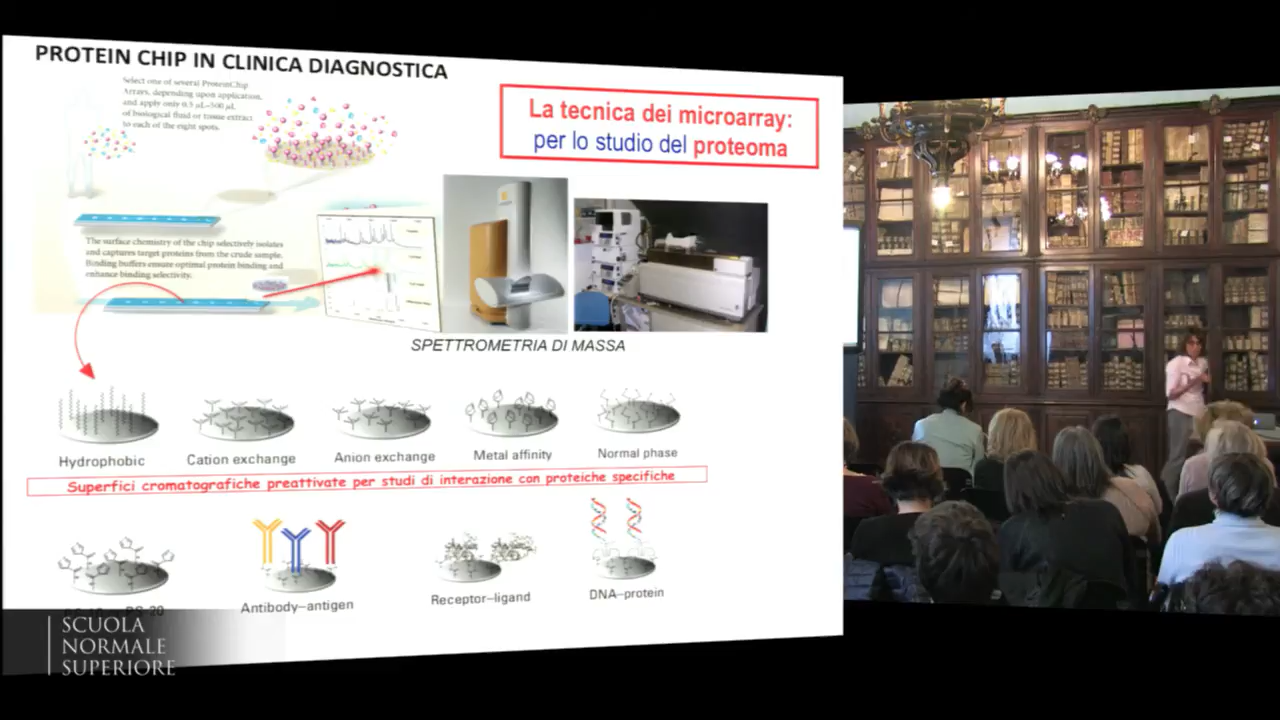 PROTEIN CHIP IN CLINICA DIAGNOSTICA
Select one of several ProteinChip
Arrays, depending upon application,
and apply only 0.5 µL–500 µL
of biological fluid or tissue extract
to each of the eight spots.
La tecnica dei microarray:
per lo studio del proteoma
The surface chemistry of the chip selectively isolates
and captures target proteins from the crude sample.
Binding buffers ensure optimal protein binding and
enhance binding selectivity.
SPETTROMETRIA DI MASSA
Hydrophobic
Cation exchange
Anion exchange
Metal affinity
Normal phase
Superfici cromatografiche preattivate per studi di interazione con proteiche specifiche
Antibody–antigen
Receptor–ligand
DNA–protein
SCUOLA
NORMALE
SUPERIORE